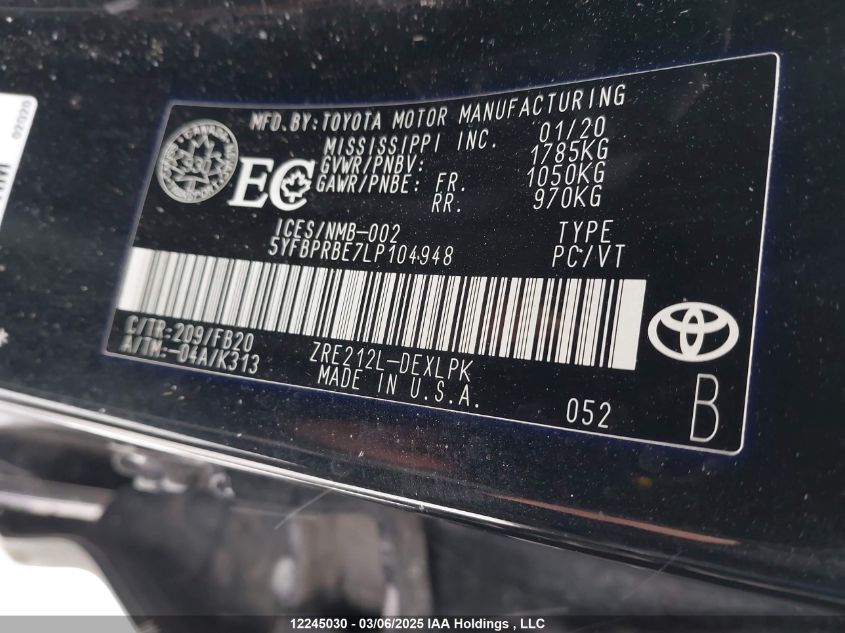 MFD. BY: TOYOTA MOTOR MANUFACTURING
MISSISSIPPI INC. 01/20
GVWR/PNBV: 1785KG
GAWR/PNBE: FR. 1050KG
RR. 970KG
EC
ICES/NMB-002 TYPE
5YFBPRBE7LP104948 PC/VT
C/TR:209/FB20
A/TM:-04A/K313
ZRE212L-DEXLPK
MADE IN U.S.A.
052
B
12245030 - 03/06/2025 IAA Holdings , LLC